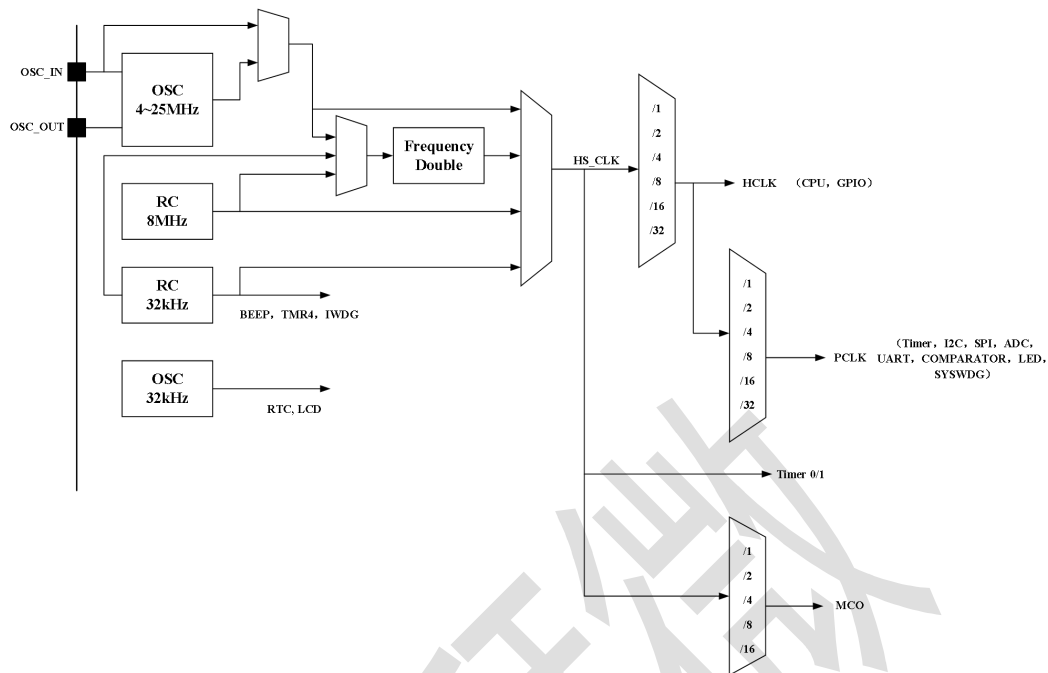 OSC_IN
OSC
4~25MHz
OSC_OUT
Frequency
Double
RC
8MHz
RC
32kHz
BEEP，TMR4，IWDG
OSC
32kHz
RTC, LCD
HS_CLK
/1
/2
/4
/8
/16
/32
HCLK （CPU，GPIO）
/1
/2
/4
/8
/16
/32
PCLK
（Timer，I2C，SPI，ADC，
UART，COMPARATOR，LED，
SYSWDG）
Timer 0/1
/1
/2
/4
/8
/16
MCO